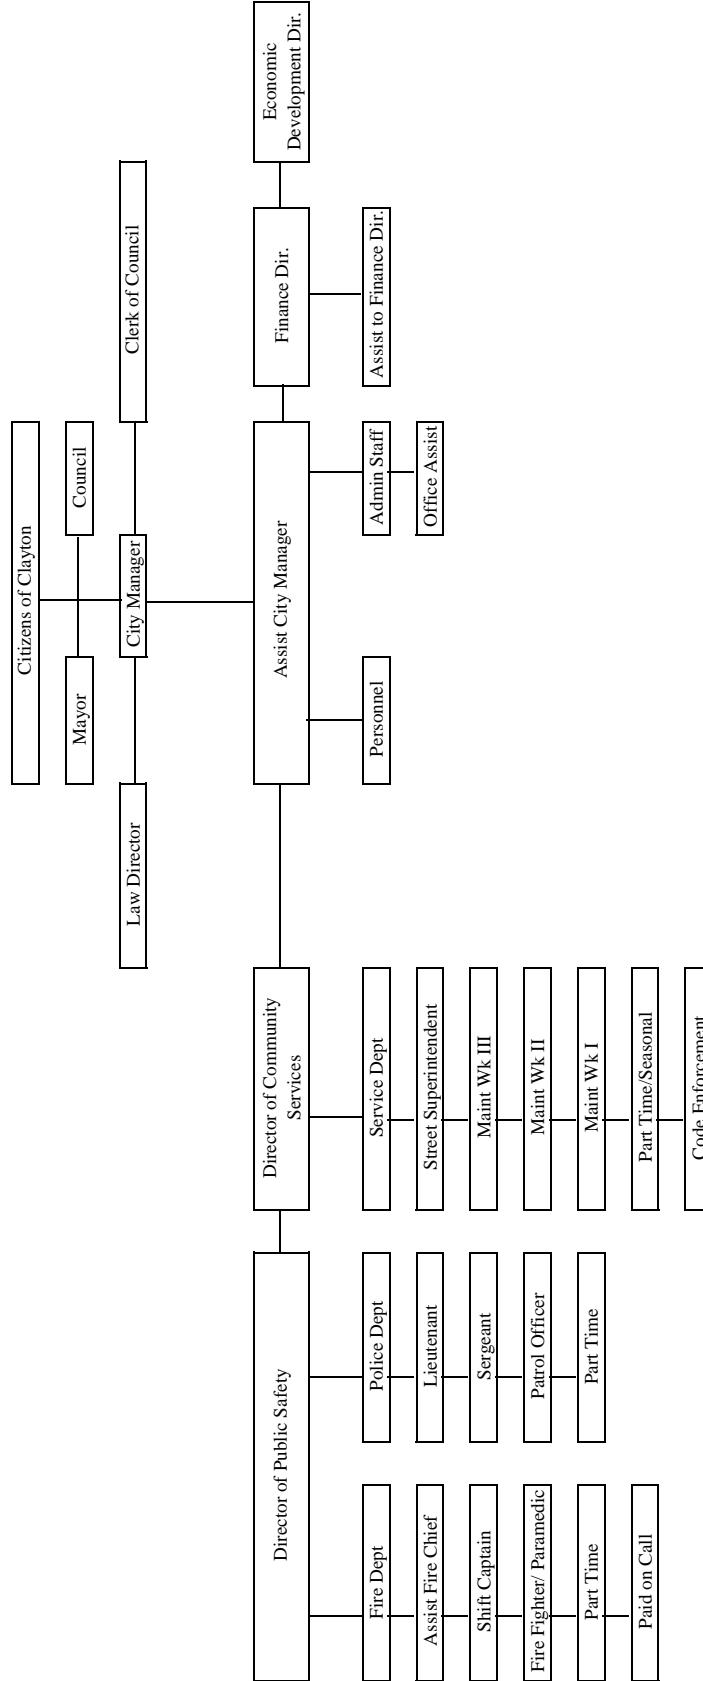 Citizens of Clayton
Mayor
Council
Law Director
City Manager
Clerk of Council
Director of Public Safety
Director of Community
Services
Assist City Manager
Finance Dir.
Economic
Development Dir.
Fire Dept
Police Dept
Service Dept
Personnel
Admin Staff
Assist to Finance Dir.
Assist Fire Chief
Lieutenant
Street Superintendent
Office Assist
Shift Captain
Sergeant
Maint Wk III
Fire Fighter/ Paramedic
Patrol Officer
Maint Wk II
Part Time
Part Time
Maint Wk I
Paid on Call
Part Time/Seasonal
Code Enforcement